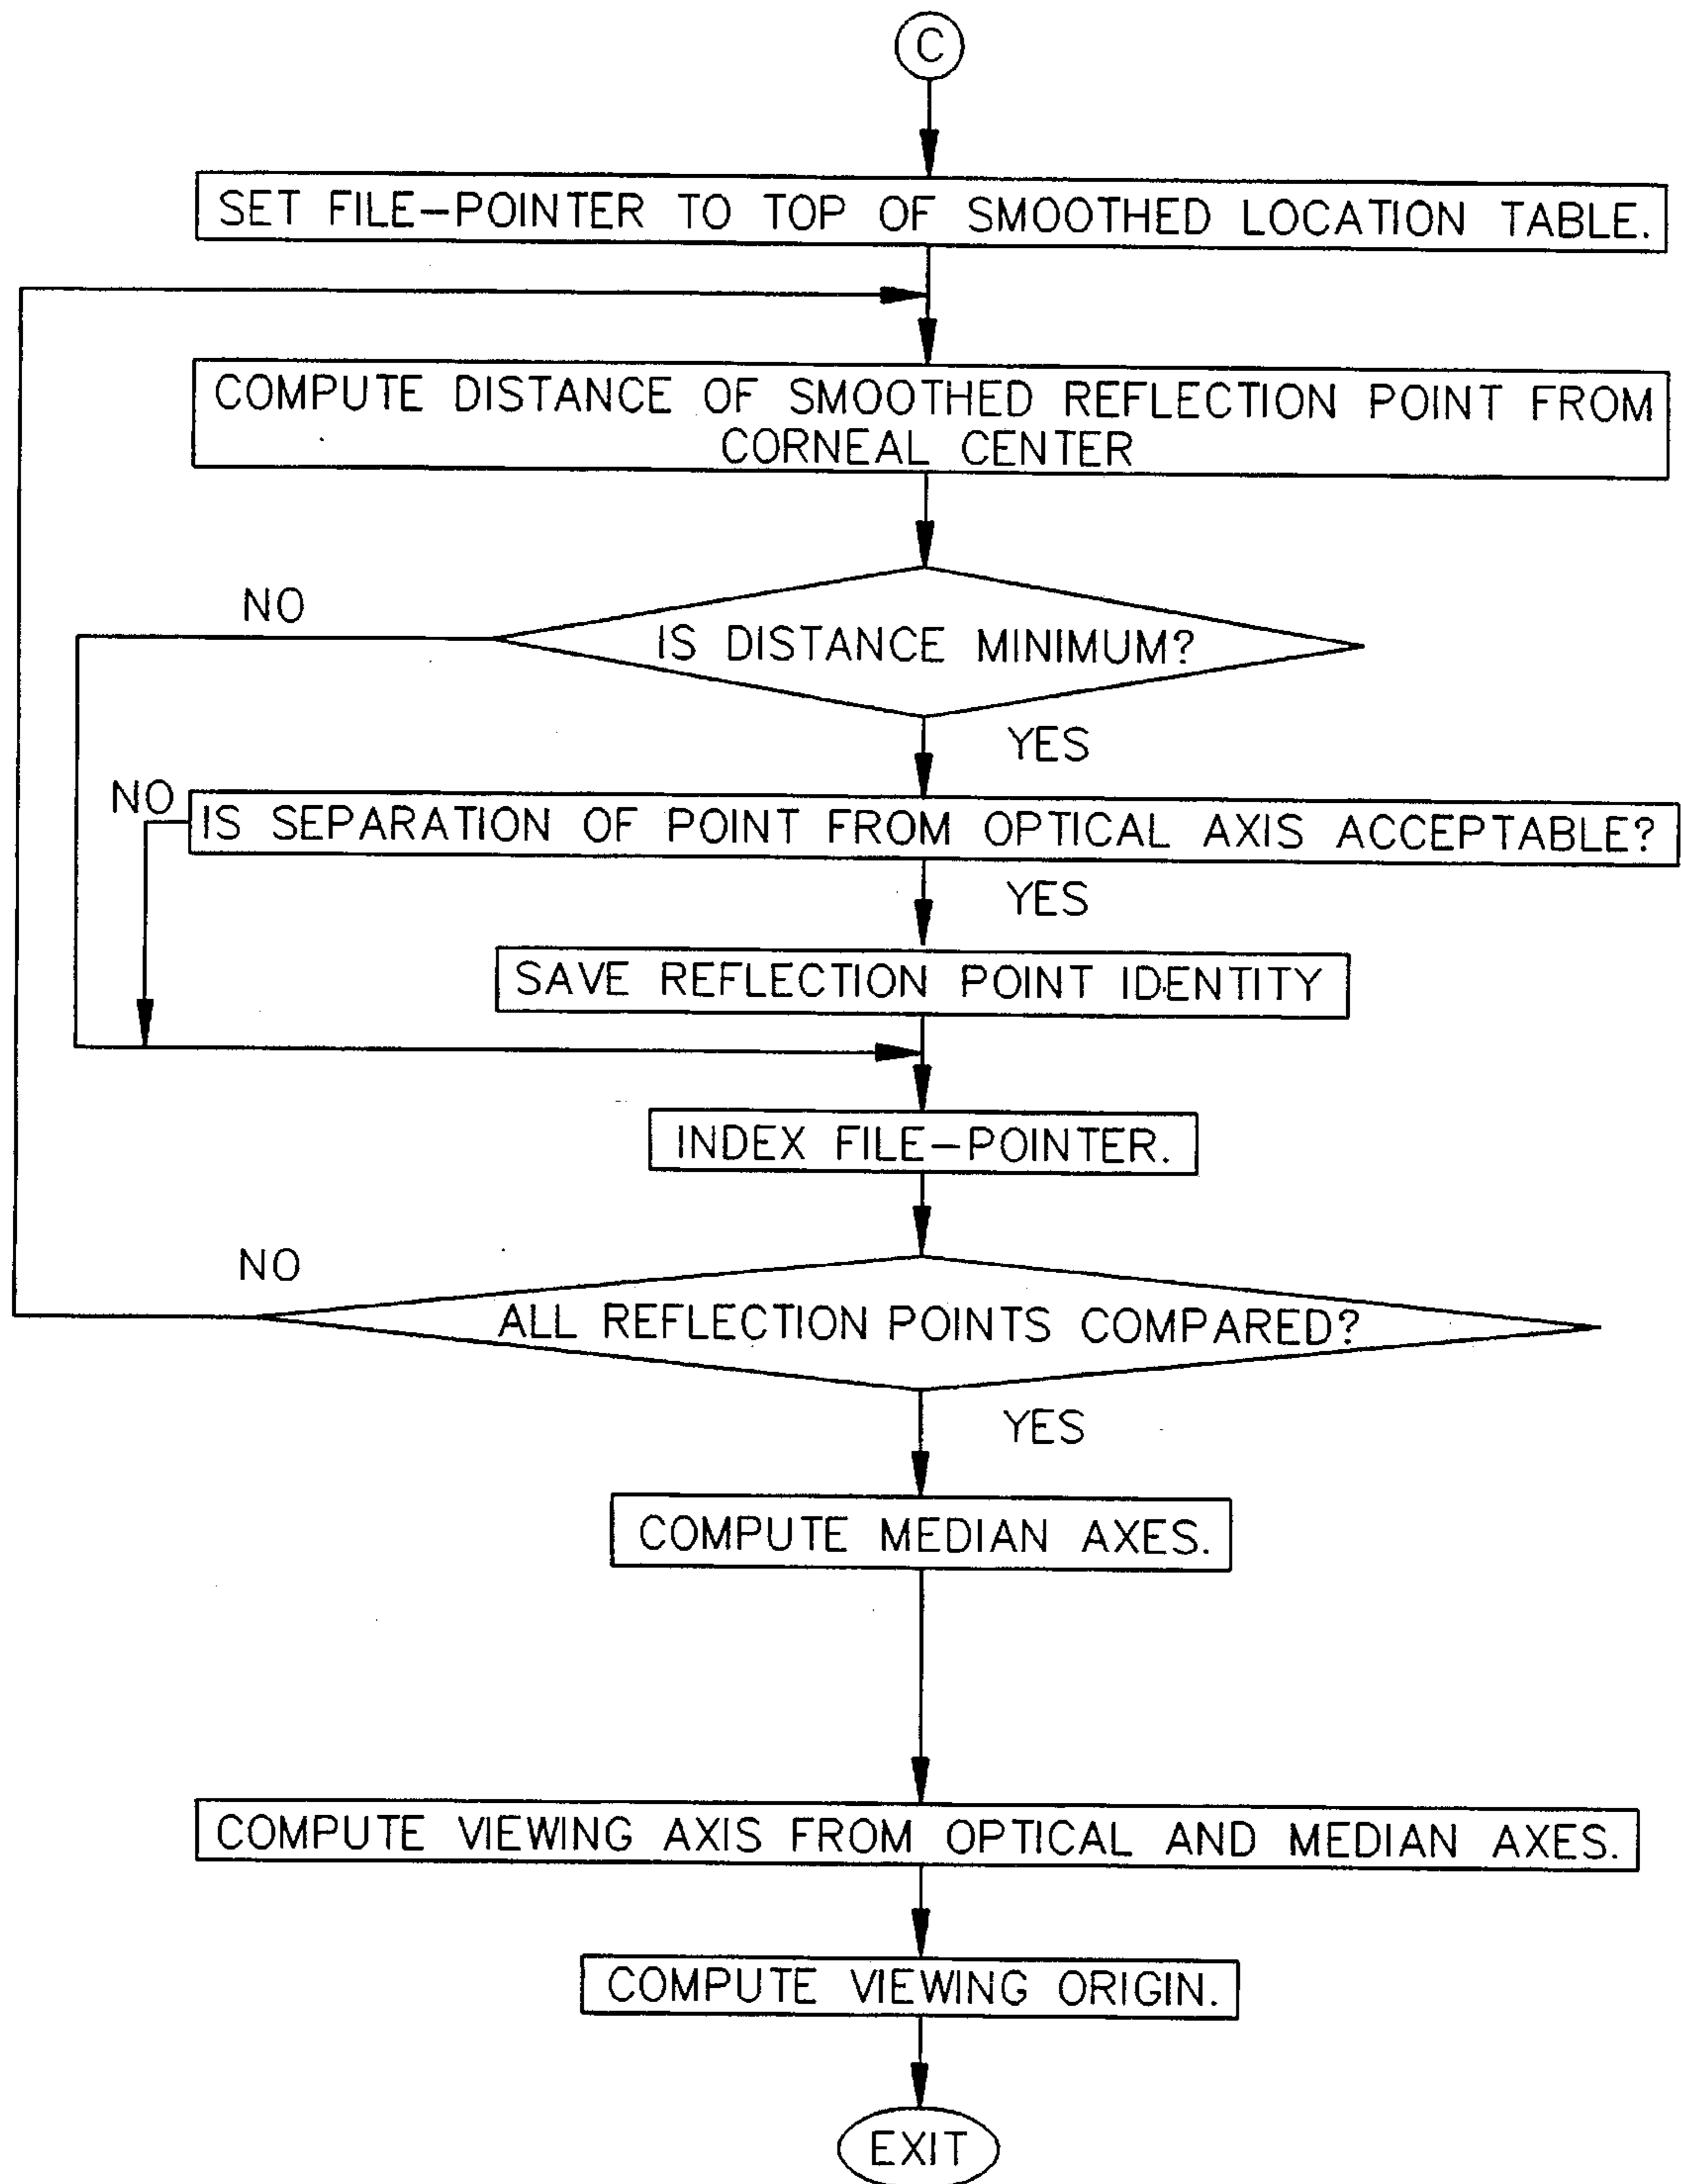 C
SET FILE-POINTER TO TOP OF SMOOTHED LOCATION TABLE.
COMPUTE DISTANCE OF SMOOTHED REFLECTION POINT FROM
CORNEAL CENTER
NO
IS DISTANCE MINIMUM?
YES
NO
IS SEPARATION OF POINT FROM OPTICAL AXIS ACCEPTABLE?
YES
SAVE REFLECTION POINT IDENTITY
INDEX FILE-POINTER.
NO
ALL REFLECTION POINTS COMPARED?
YES
COMPUTE MEDIAN AXES.
COMPUTE VIEWING AXIS FROM OPTICAL AND MEDIAN AXES.
COMPUTE VIEWING ORIGIN.
EXIT